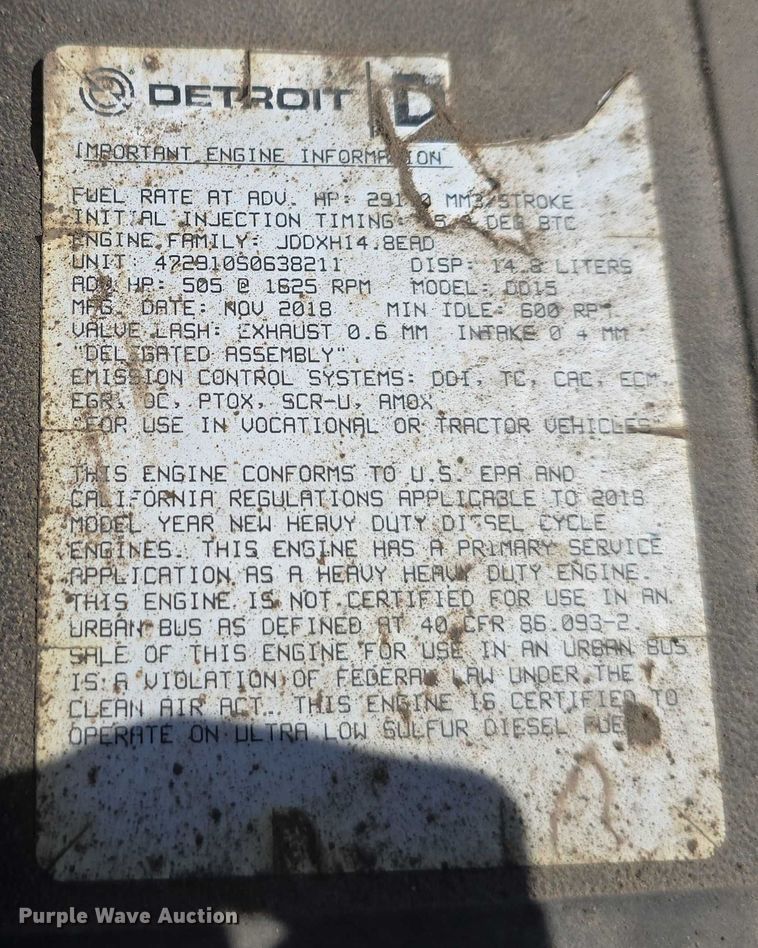 DETROIT D
IMPORTANT ENGINE INFORMATION
FUEL RATE AT ADV. HP: MM3/STROKE
INITIAL INJECTION TIMING: DEG BTC
ENGINE FAMILY: JDDXH14.8EAD
UNIT: 472910S0638211 DISP: 14.8 LITERS
ADV HP: 505 @ 1625 RPM MODEL: DD15
MFG. DATE: NOV 2018 MIN IDLE: 600 RPM
VALVE LASH: EXHAUST 0.6 MM INTAKE 0.4 MM
"DELEGATED ASSEMBLY"
EMISSION CONTROL SYSTEMS: DDI, TC, CAC, ECM,
EGR, OC, PTOX, SCR-U, AMOX
FOR USE IN VOCATIONAL OR TRACTOR VEHICLES
THIS ENGINE CONFORMS TO U.S. EPA AND
CALIFORNIA REGULATIONS APPLICABLE TO 2018
MODEL YEAR NEW HEAVY DUTY DIESEL CYCLE
ENGINES. THIS ENGINE HAS A PRIMARY SERVICE
APPLICATION AS A HEAVY HEAVY DUTY ENGINE.
THIS ENGINE IS NOT CERTIFIED FOR USE IN AN
URBAN BUS AS DEFINED AT 40 CFR 86.093-2.
SALE OF THIS ENGINE FOR USE IN AN URBAN BUS
IS A VIOLATION OF FEDERAL LAW UNDER THE
CLEAN AIR ACT. THIS ENGINE IS CERTIFIED TO
OPERATE ON ULTRA LOW SULFUR DIESEL FUEL
Purple Wave Auction